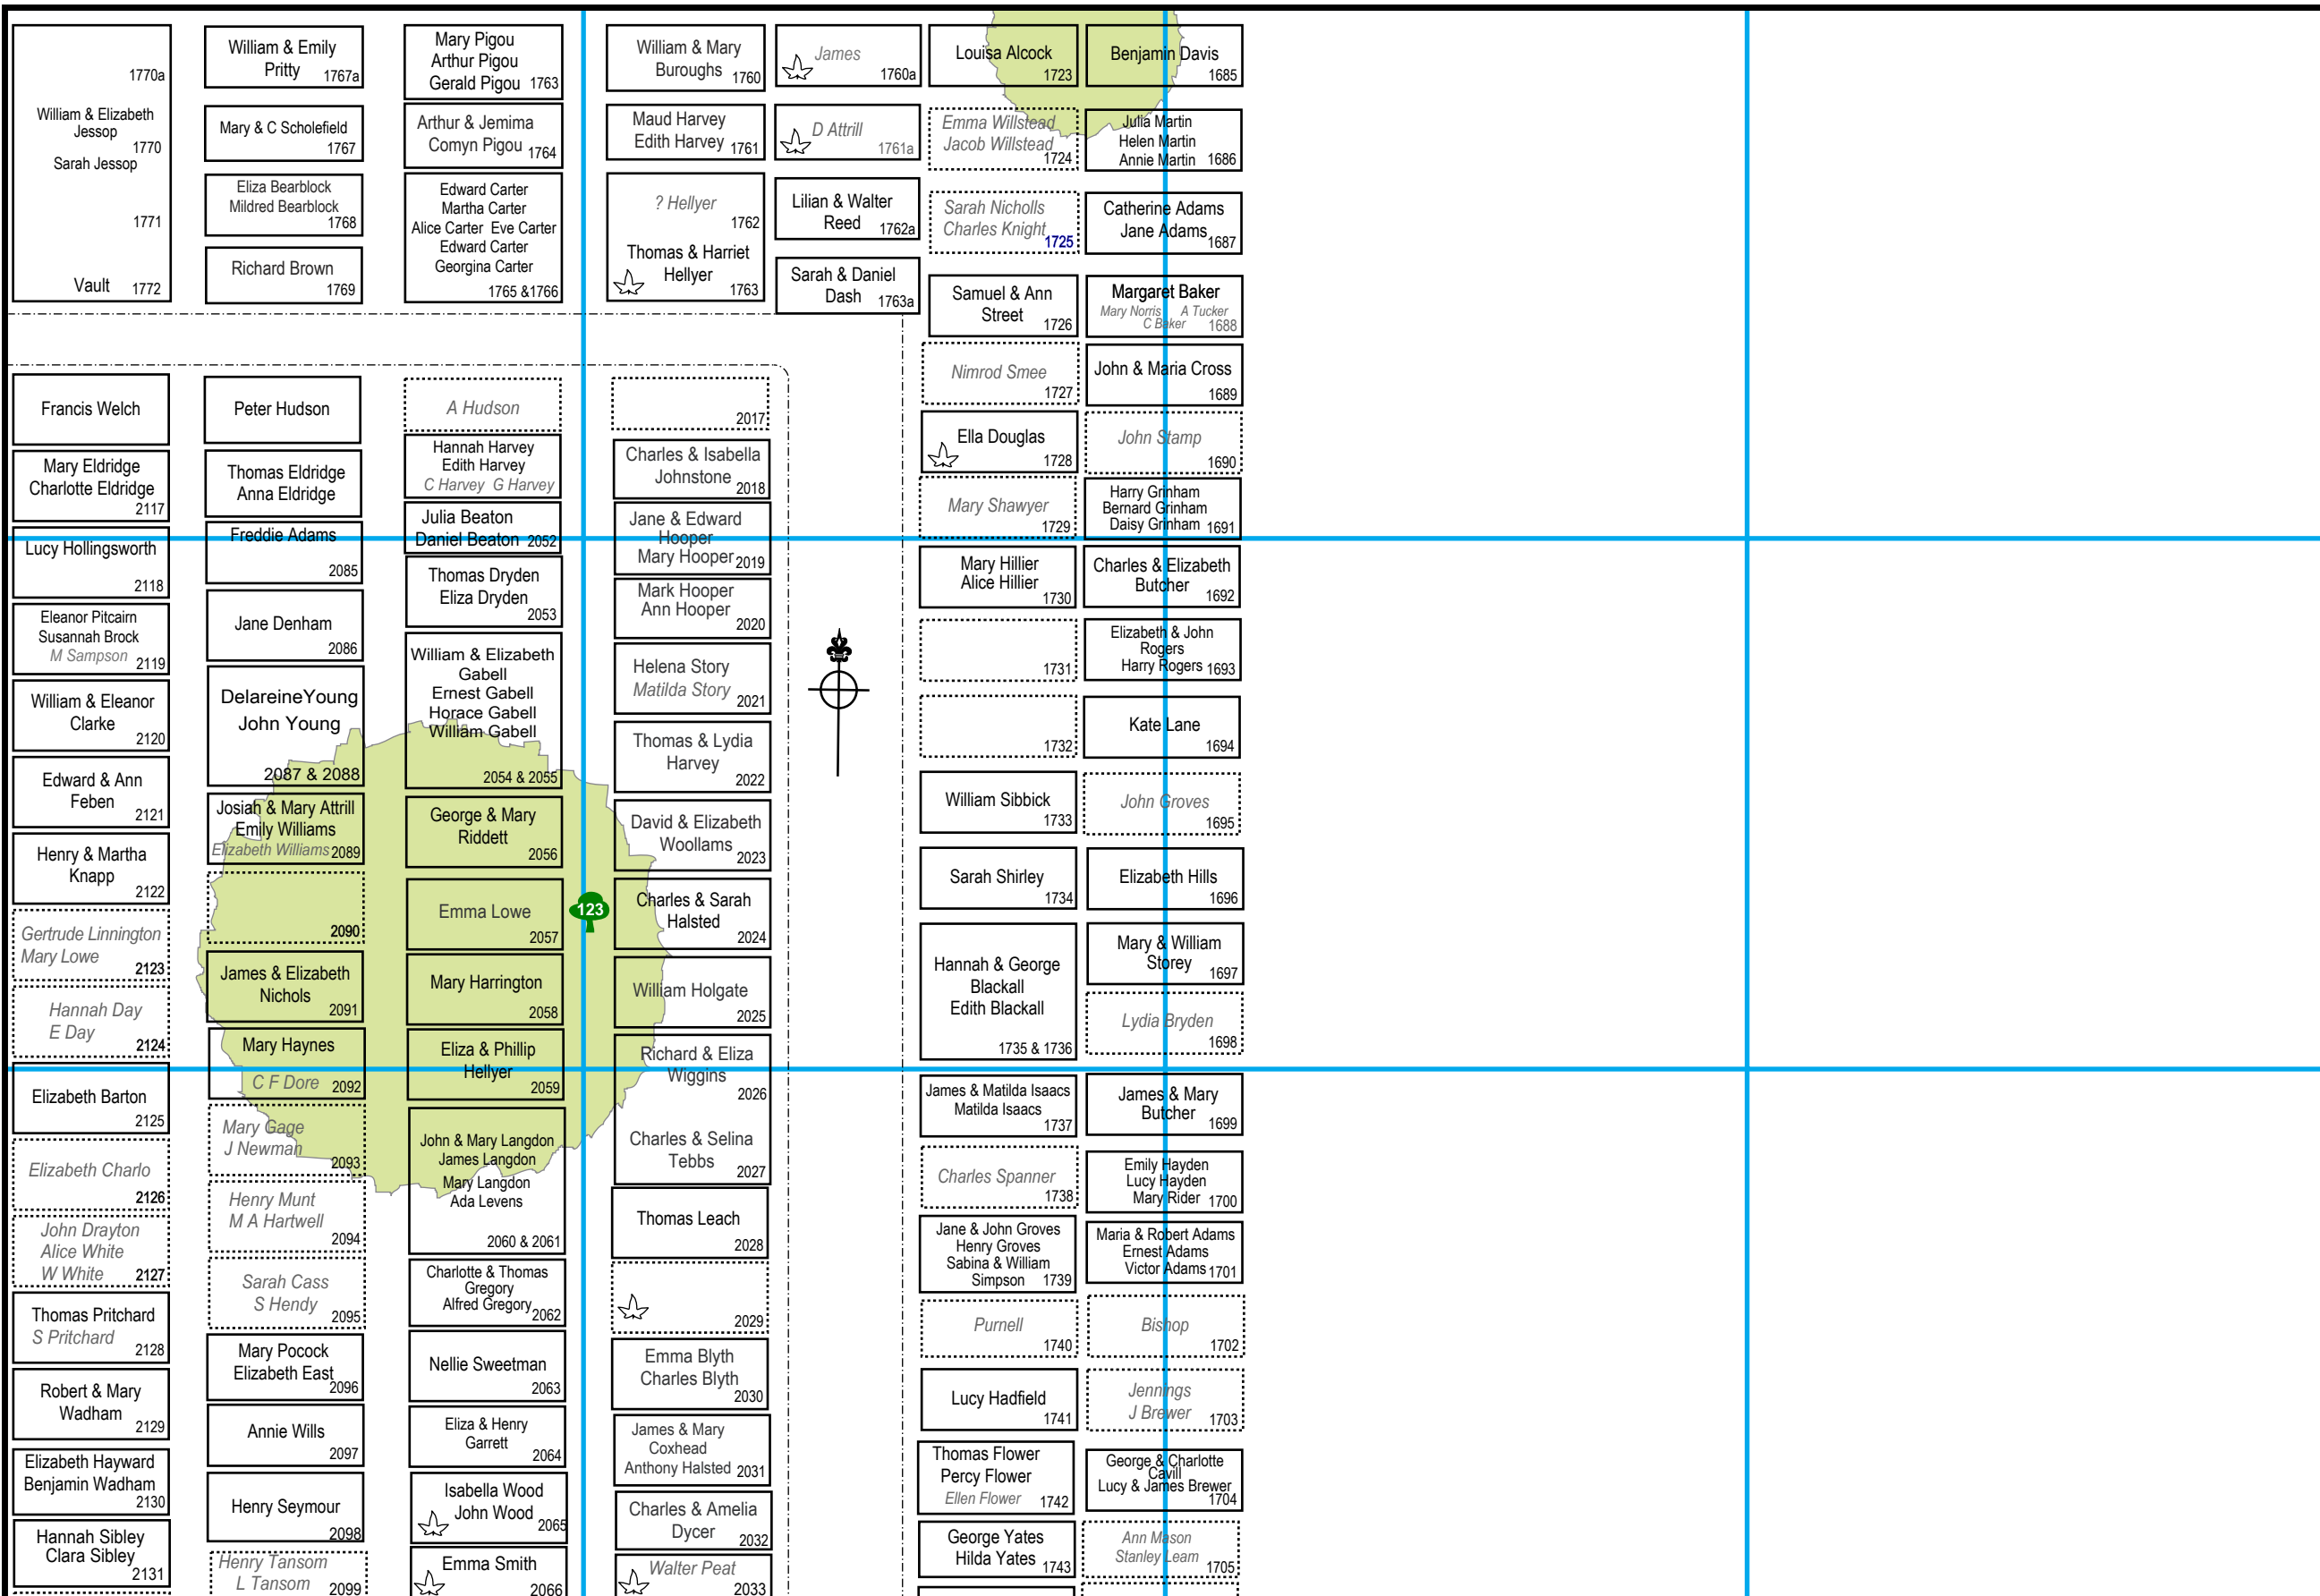 1770a
William & Elizabeth
Jessop
1770
Sarah Jessop
1771
Vault 1772
Francis Welch
Mary Eldridge
Charlotte Eldridge
2117
Lucy Hollingsworth
2118
Eleanor Pitcairn
Susannah Brock
M Sampson 2119
William & Eleanor
Clarke
2120
Edward & Ann
Feben
2121
Henry & Martha
Knapp
2122
Gertrude Linnington
Mary Lowe
2123
Hannah Day
E Day
2124
Elizabeth Barton
2125
Elizabeth Charlo
2126
John Drayton
Alice White
W White 2127
Thomas Pritchard
S Pritchard
2128
Robert & Mary
Wadham
2129
Elizabeth Hayward
Benjamin Wadham
2130
Hannah Sibley
Clara Sibley
2131
William & Emily
Pritty 1767a
Mary & C Scholefield
1767
Eliza Bearblock
Mildred Bearblock
1768
Richard Brown
1769
Peter Hudson
Thomas Eldridge
Anna Eldridge
Freddie Adams
2085
Jane Denham
2086
DelareineYoung
John Young
2087 & 2088
Josiah & Mary Attrill
Emily Williams
Elizabeth Williams 2089
2090
James & Elizabeth
Nichols
2091
Mary Haynes
C F Dore 2092
Mary Gage
J Newman
2093
Henry Munt
M A Hartwell
2094
Sarah Cass
S Hendy
2095
Mary Pocock
Elizabeth East
2096
Annie Wills
2097
Henry Seymour
2098
Henry Tansom
L Tansom 2099
Mary Pigou
Arthur Pigou
Gerald Pigou 1763
Arthur & Jemima
Comyn Pigou 1764
Edward Carter
Martha Carter
Alice Carter Eve Carter
Edward Carter
Georgina Carter
1765 &1766
A Hudson
Hannah Harvey
Edith Harvey
C Harvey G Harvey
Julia Beaton
Daniel Beaton 2052
Thomas Dryden
Eliza Dryden
2053
William & Elizabeth
Gabell
Ernest Gabell
Horace Gabell
William Gabell
2054 & 2055
George & Mary
Riddett
2056
Emma Lowe
2057
Mary Harrington
2058
Eliza & Phillip
Hellyer
2059
John & Mary Langdon
James Langdon
Mary Langdon
Ada Levens
2060 & 2061
Charlotte & Thomas
Gregory
Alfred Gregory 2062
Nellie Sweetman
2063
Eliza & Henry
Garrett
2064
Isabella Wood
John Wood 2065
Emma Smith
2066
123
William & Mary
Buroughs 1760
Maud Harvey
Edith Harvey 1761
? Hellyer
1762
Thomas & Harriet
Hellyer
1763
2017
Charles & Isabella
Johnstone
2018
Jane & Edward
Hooper
Mary Hooper 2019
Mark Hooper
Ann Hooper
2020
Helena Story
Matilda Story
2021
Thomas & Lydia
Harvey
2022
David & Elizabeth
Woollams
2023
Charles & Sarah
Halsted
2024
William Holgate
2025
Richard & Eliza
Wiggins
2026
Charles & Selina
Tebbs
2027
Thomas Leach
2028
2029
Emma Blyth
Charles Blyth
2030
James & Mary
Coxhead
Anthony Halsted 2031
Charles & Amelia
Dycer
2032
Walter Peat
2033
James
1760a
D Attrill
1761a
Lilian & Walter
Reed 1762a
Sarah & Daniel
Dash 1763a
Louisa Alcock
1723
Emma Willstead
Jacob Willstead
1724
Sarah Nicholls
Charles Knight
1725
Samuel & Ann
Street
1726
Nimrod Smee
1727
Ella Douglas
1728
Mary Shawyer
1729
Mary Hillier
Alice Hillier
1730
1731
1732
William Sibbick
1733
Sarah Shirley
1734
Hannah & George
Blackall
Edith Blackall
1735 & 1736
James & Matilda Isaacs
Matilda Isaacs
1737
Charles Spanner
1738
Jane & John Groves
Henry Groves
Sabina & William
Simpson 1739
Purnell
1740
Lucy Hadfield
1741
Thomas Flower
Percy Flower
Ellen Flower 1742
George Yates
Hilda Yates 1743
Benjamin Davis
1685
Julia Martin
Helen Martin
Annie Martin 1686
Catherine Adams
Jane Adams
1687
Margaret Baker
Mary Norris A Tucker
C Baker 1688
John & Maria Cross
1689
John Stamp
1690
Harry Grinham
Bernard Grinham
Daisy Grinham 1691
Charles & Elizabeth
Butcher
1692
Elizabeth & John
Rogers
Harry Rogers 1693
Kate Lane
1694
John Groves
1695
Elizabeth Hills
1696
Mary & William
Storey
1697
Lydia Bryden
1698
James & Mary
Butcher
1699
Emily Hayden
Lucy Hayden
Mary Rider 1700
Maria & Robert Adams
Ernest Adams
Victor Adams 1701
Bishop
1702
Jennings
J Brewer 1703
George & Charlotte
Cavill
Lucy & James Brewer
1704
Ann Mason
Stanley Leam 1705